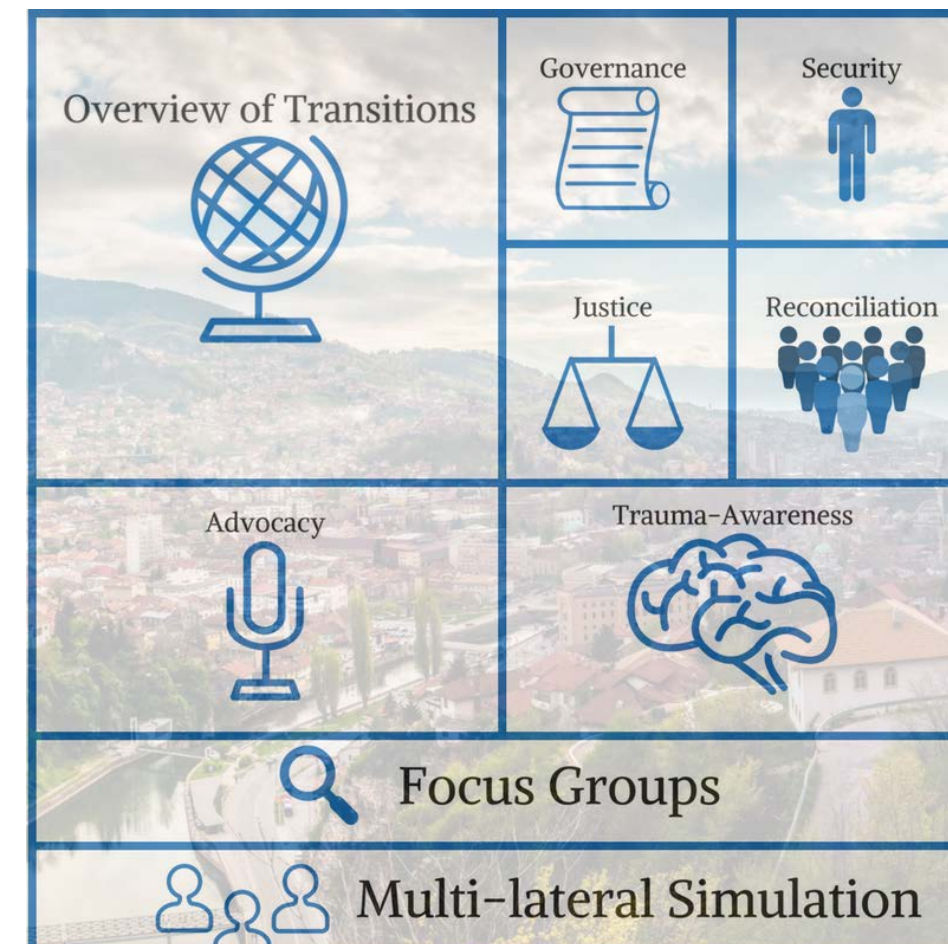 Overview of Transitions
Governance
Security
Justice
Reconciliation
Advocacy
Trauma-Awareness
Focus Groups
Multi-lateral Simulation